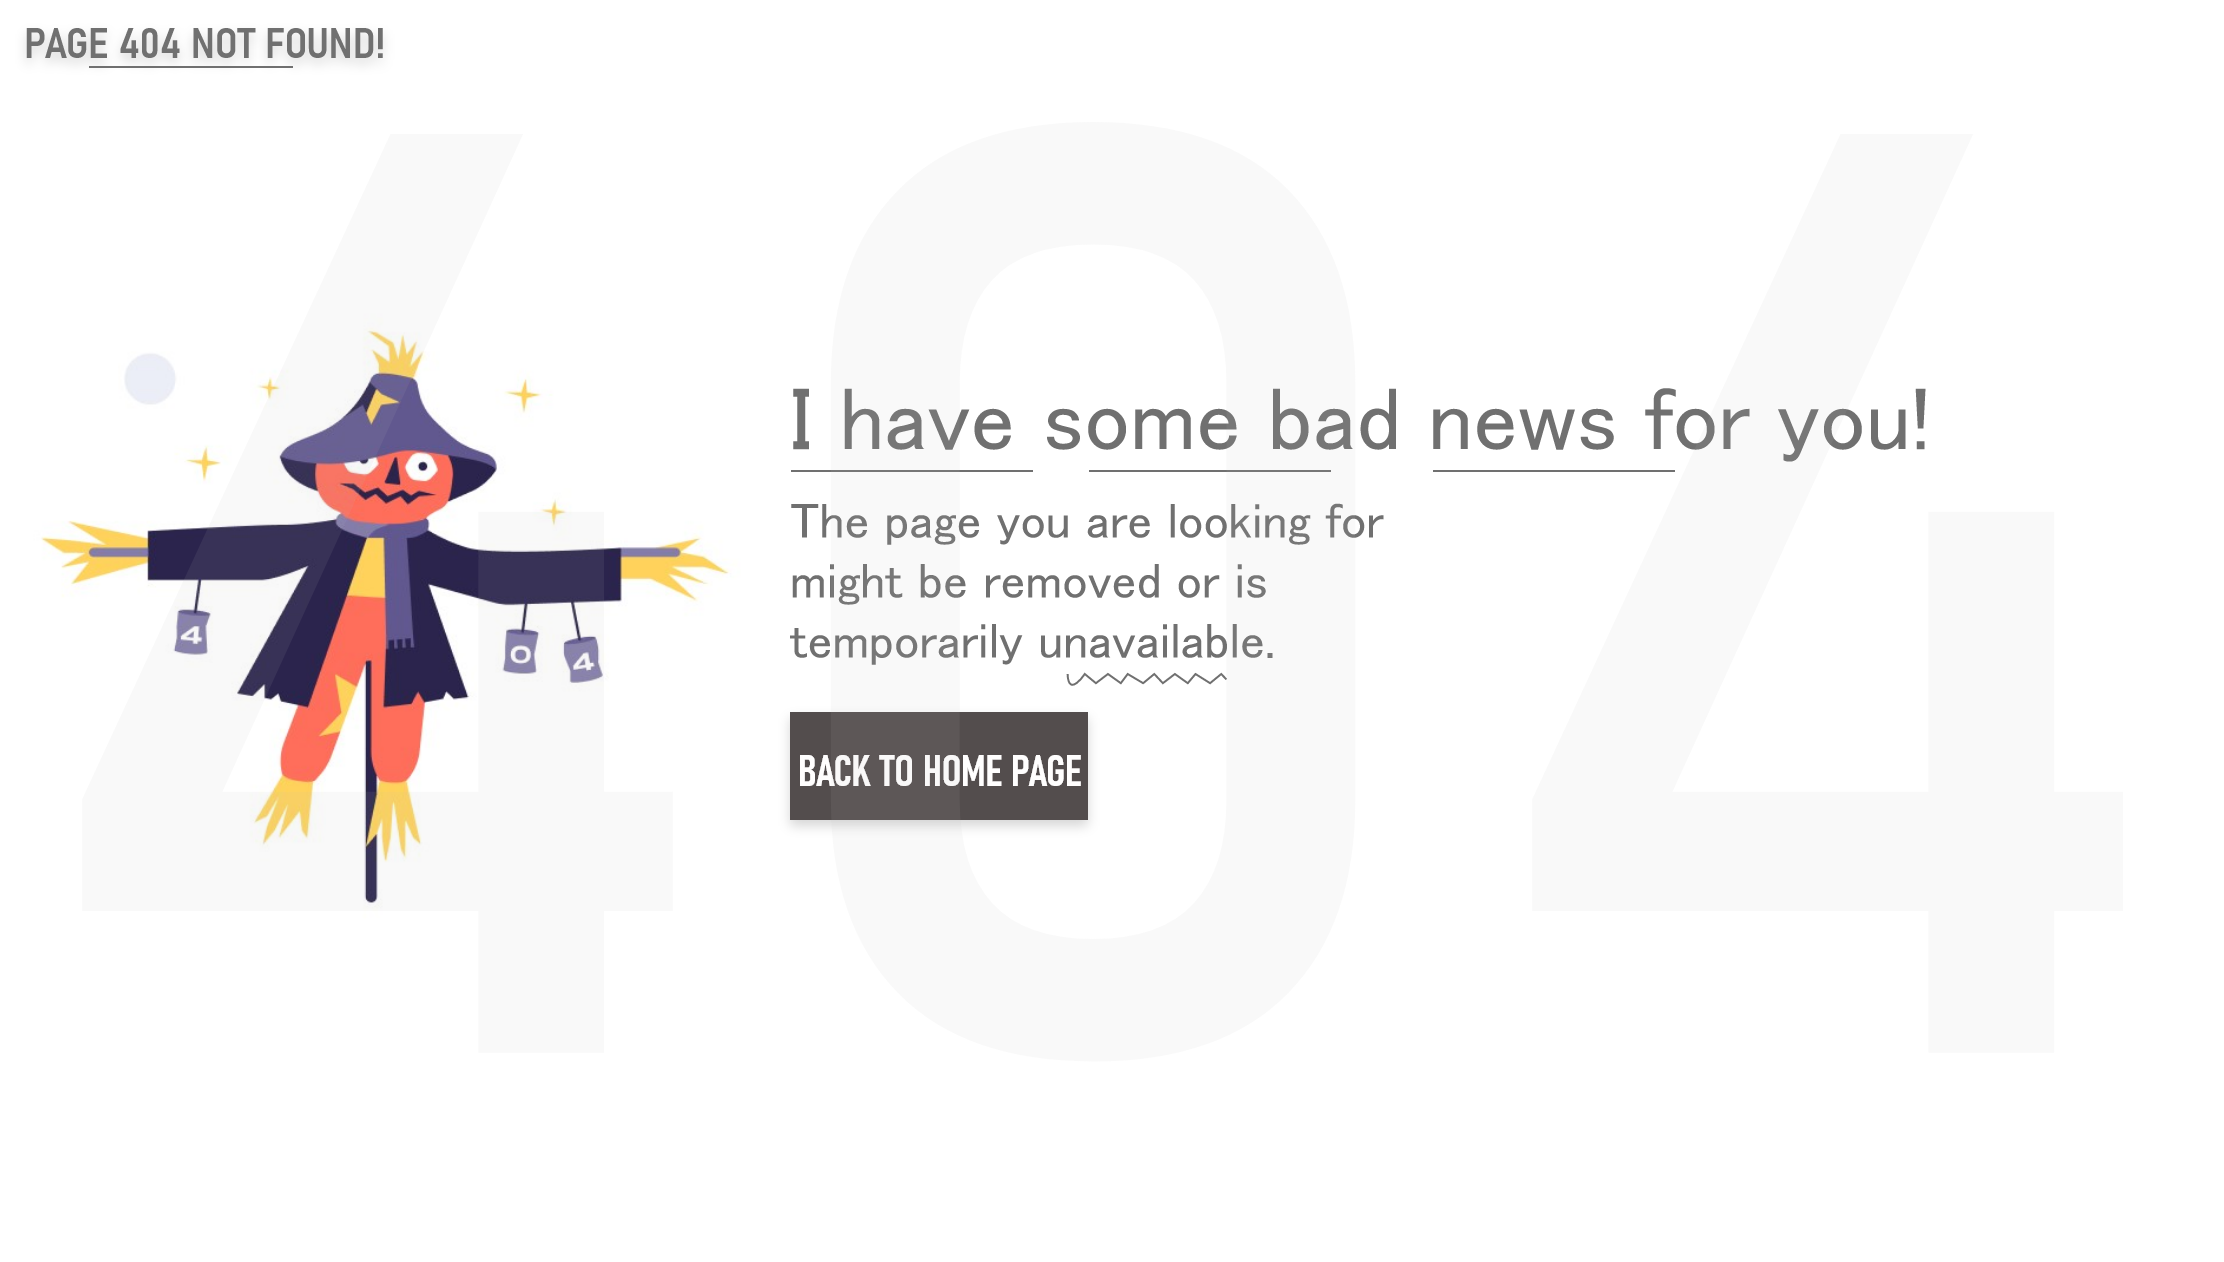 PAGE 404 NOT FOUND!
404
I have some bad news for you!
The page you are looking for
might be removed or is
temporarily unavailable.
4 0 4
BACK TO HOME PAGE